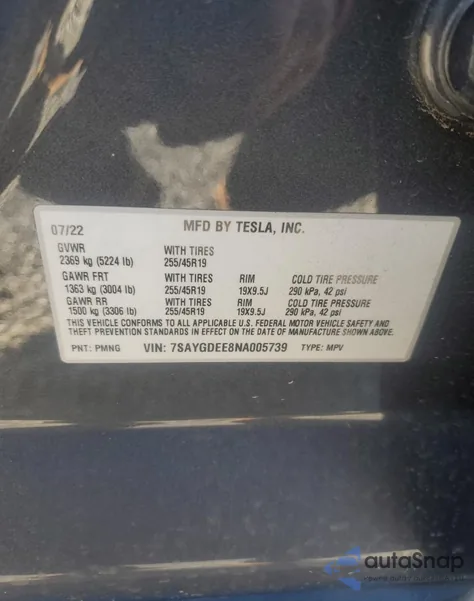 07/22 MFD BY TESLA, INC.
GVWR WITH TIRES
2369 kg (5224 lb) 255/45R19
GAWR FRT WITH TIRES RIM COLD TIRE PRESSURE
1363 kg (3004 lb) 255/45R19 19X9.5J 290 kPa, 42 psi
GAWR RR WITH TIRES RIM COLD TIRE PRESSURE
1500 kg (3306 lb) 255/45R19 19X9.5J 290 kPa, 42 psi
THIS VEHICLE CONFORMS TO ALL APPLICABLE U.S. FEDERAL MOTOR VEHICLE SAFETY AND
THEFT PREVENTION STANDARDS IN EFFECT ON THE DATE OF MANUFACTURE SHOWN ABOVE.
PNT: PMNG VIN: 7SAYGDEE8NA005739 TYPE: MPV
autoSnap